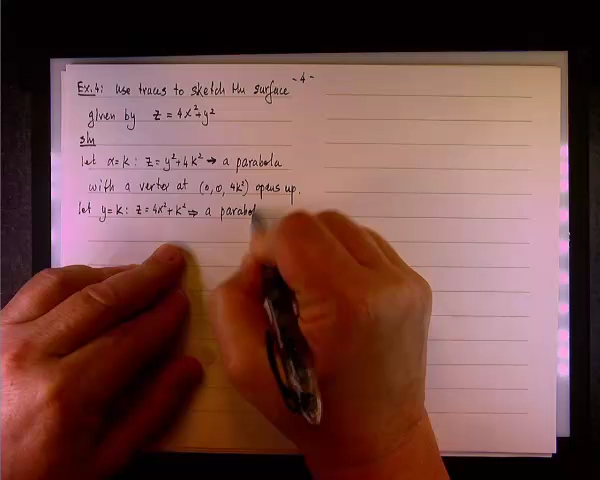 -4-
Ex.4: use traces to sketch the surface
given by z = 4x²+y²
sln
let x=k : z = y²+4k² → a parabola
with a vertex at (0, 0, 4k²) opens up.
let y=k : z = 4x²+k² ⇒ a parabol